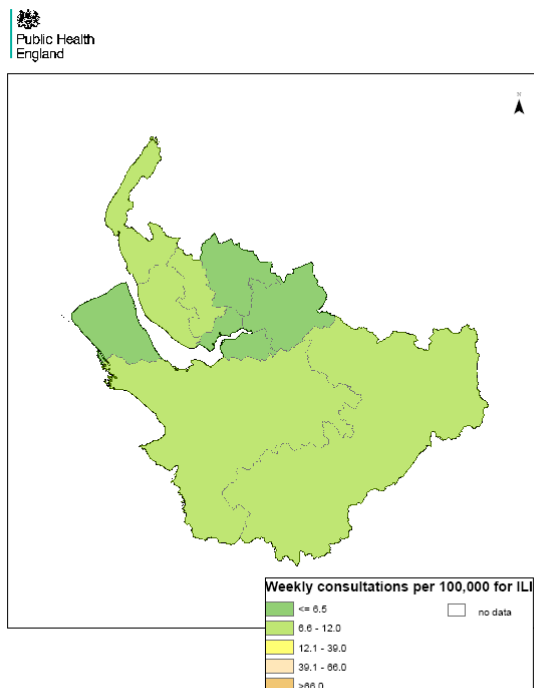 Public Health
England
Weekly consultations per 100,000 for ILI
<= 6.5
no data
6.6 - 12.0
12.1 - 39.0
39.1 - 66.0
>66.0